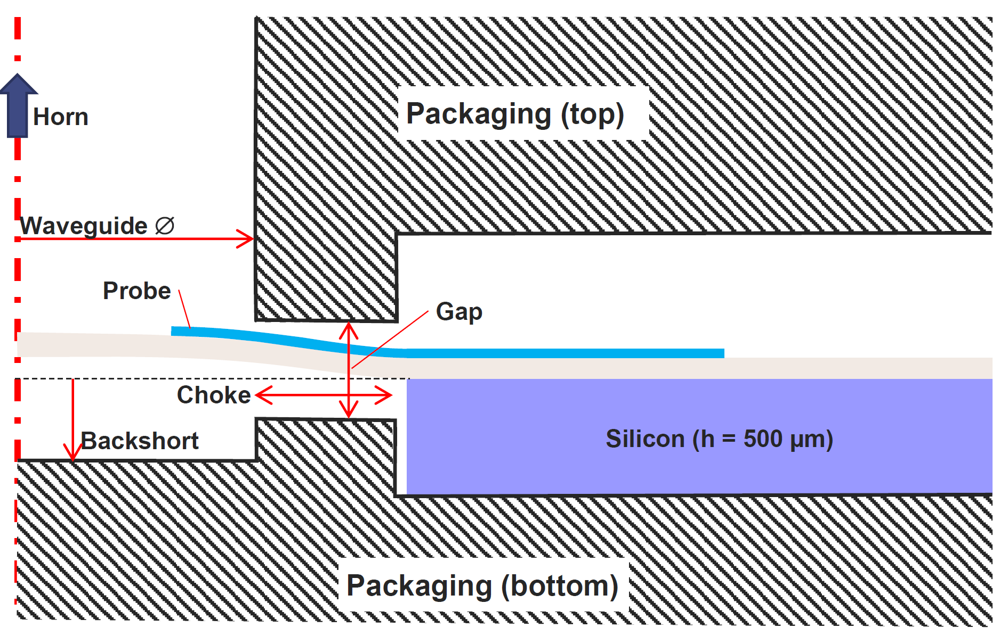 Packaging (top)
Horn
Waveguide ∅
Probe
Gap
Choke
Backshort
Silicon (h = 500 µm)
Packaging (bottom)